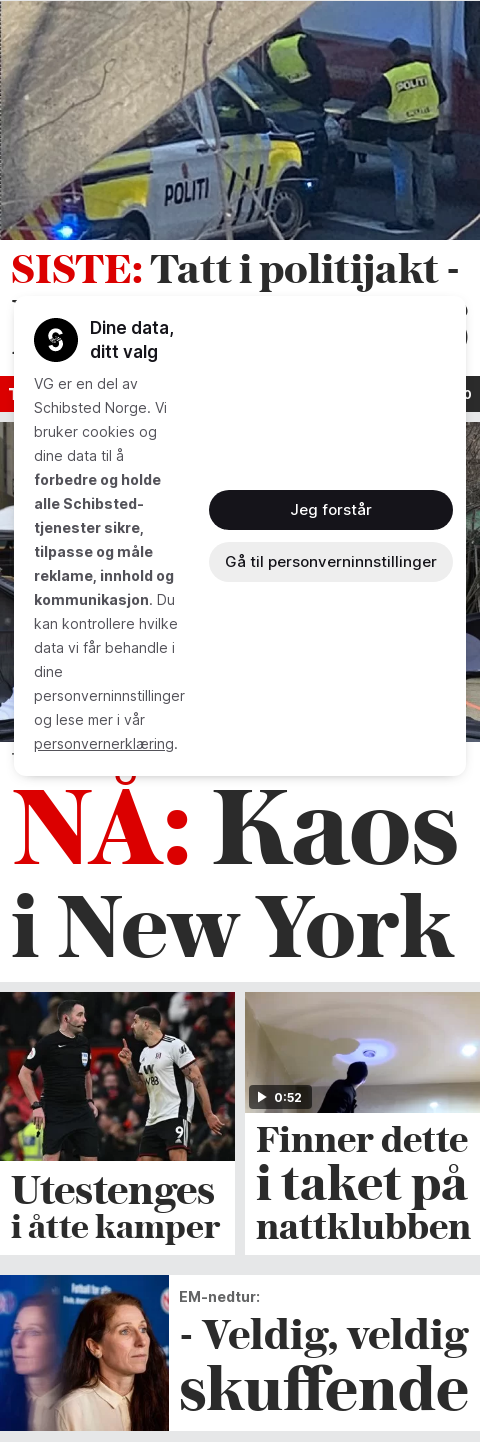 POLITI
POLITI
SISTE: Tatt i politijakt -
Dine data,
ditt valg
VG er en del av
Schibsted Norge. Vi
bruker cookies og
dine data til å
forbedre og holde
alle Schibsted-
tjenester sikre,
tilpasse og måle
reklame, innhold og
kommunikasjon. Du
kan kontrollere hvilke
data vi får behandle i
dine
personverninnstillinger
og lese mer i vår
personvernerklæring.
Jeg forstår
Gå til personverninnstillinger
NÅ: Kaos
i New York
9
0:52
Utestenges
i åtte kamper
Finner dette
i taket på
nattklubben
EM-nedtur:
- Veldig, veldig
skuffende